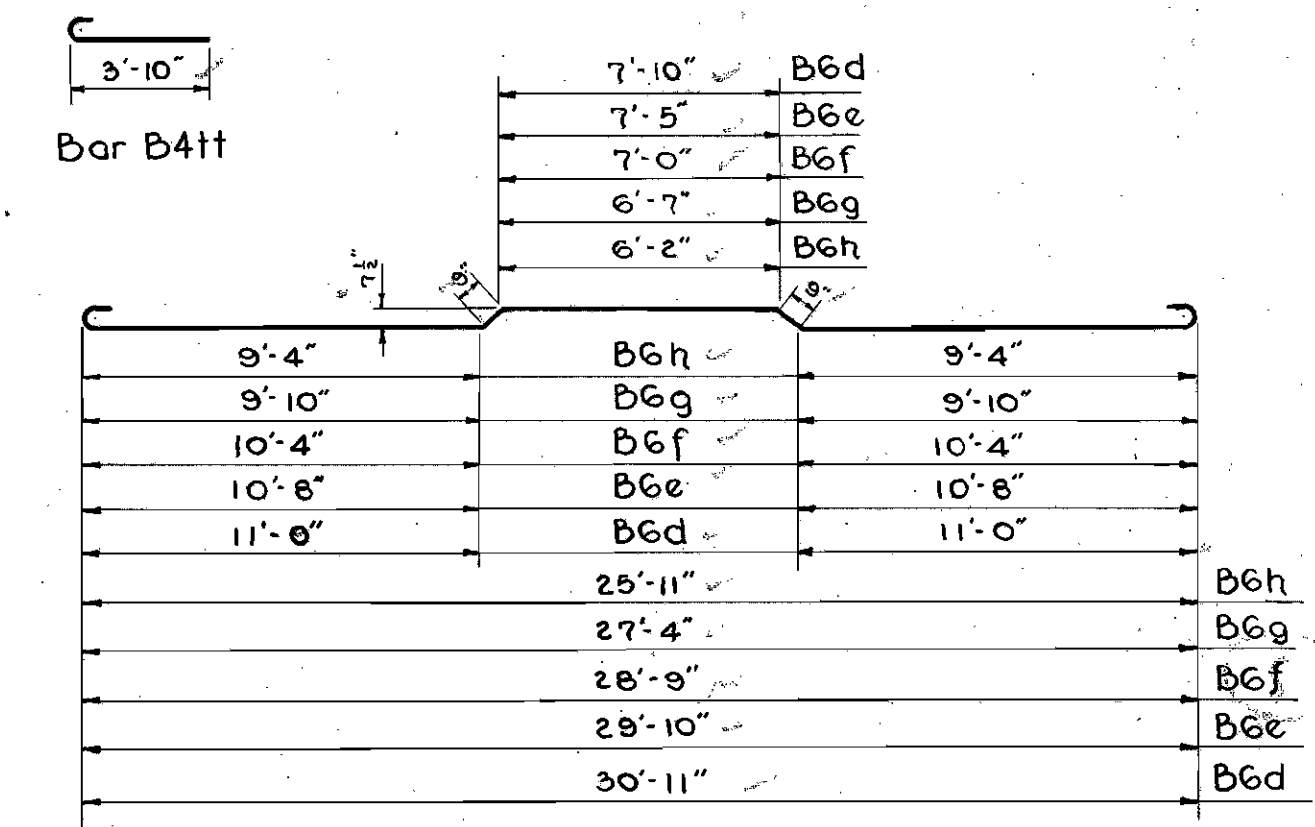 3'-10"
Bar B4tt
7'-10" B6d
7'-5" B6e
7'-0" B6f
6'-7" B6g
6'-2" B6h
7 1/2"
9" 9"
9'-4" B6h 9'-4"
9'-10" B6g 9'-10"
10'-4" B6f 10'-4"
10'-8" B6e 10'-8"
11'-0" B6d 11'-0"
25'-11" B6h
27'-4" B6g
28'-9" B6f
29'-10" B6e
30'-11" B6d